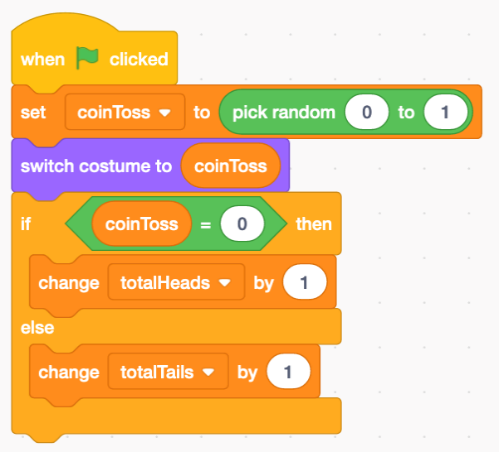 when clicked
set coinToss to pick random 0 to 1
switch costume to coinToss
if coinToss = 0 then
change totalHeads by 1
else
change totalTails by 1